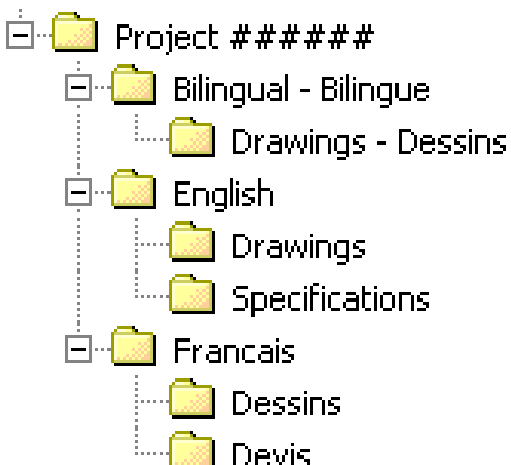 Project ######
Bilingual - Bilingue
Drawings - Dessins
English
Drawings
Specifications
Francais
Dessins
Devis